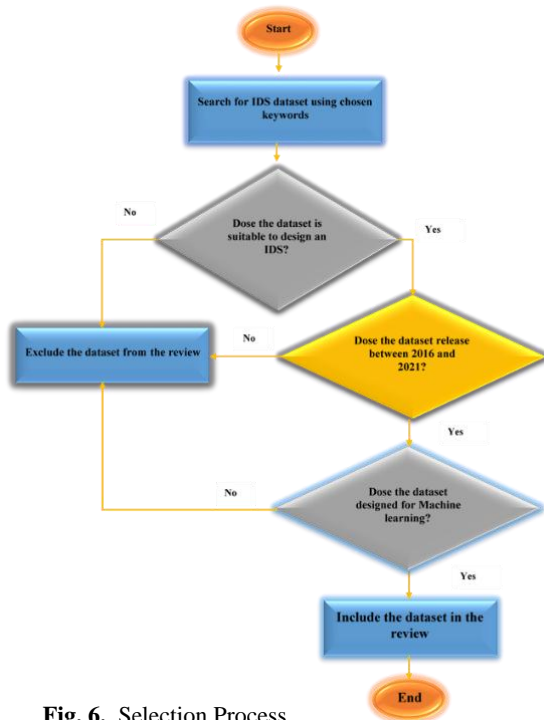 Start
Search for IDS dataset using chosen
keywords
No
Dose the dataset is
suitable to design an
IDS?
Yes
Exclude the dataset from the review
No
Dose the dataset release
between 2016 and
2021?
Yes
No
Dose the dataset
designed for Machine
learning?
Yes
Include the dataset in the
review
End
Fig. 6. Selection Process